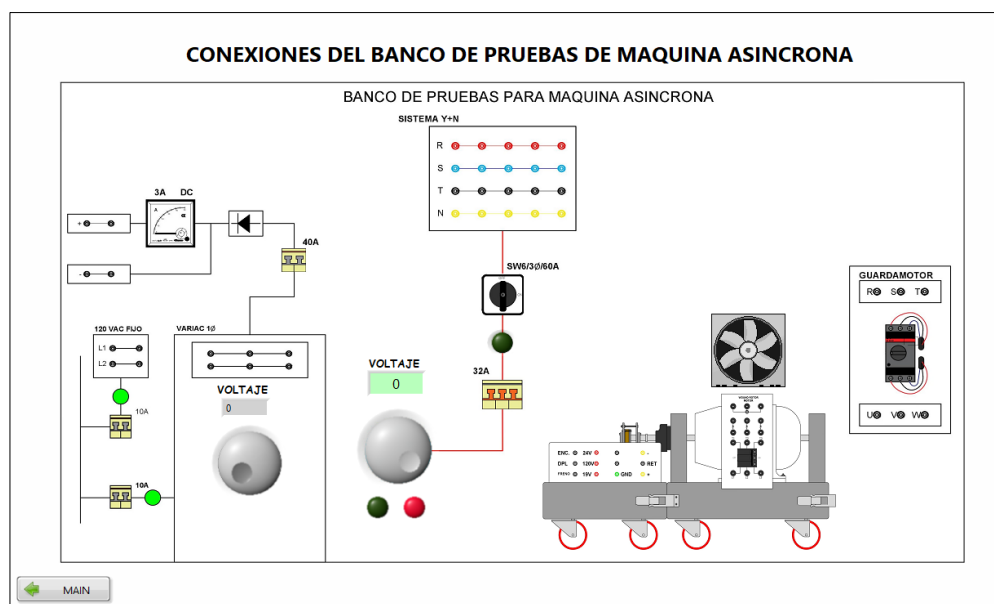 CONEXIONES DEL BANCO DE PRUEBAS DE MAQUINA ASINCRONA
BANCO DE PRUEBAS PARA MAQUINA ASINCRONA
SISTEMA Y+N
R
S
T
N
3A DC
A
+
-
40A
SW6/3Ø/60A
120 VAC FIJO
L1
L2
10A
10A
VARIAC 1Ø
VOLTAJE
0
VOLTAJE
0
32A
GUARDAMOTOR
R S T
U V W
ENC. 24V -
DPL 120V RET
FRENO 19V GND +
MAIN